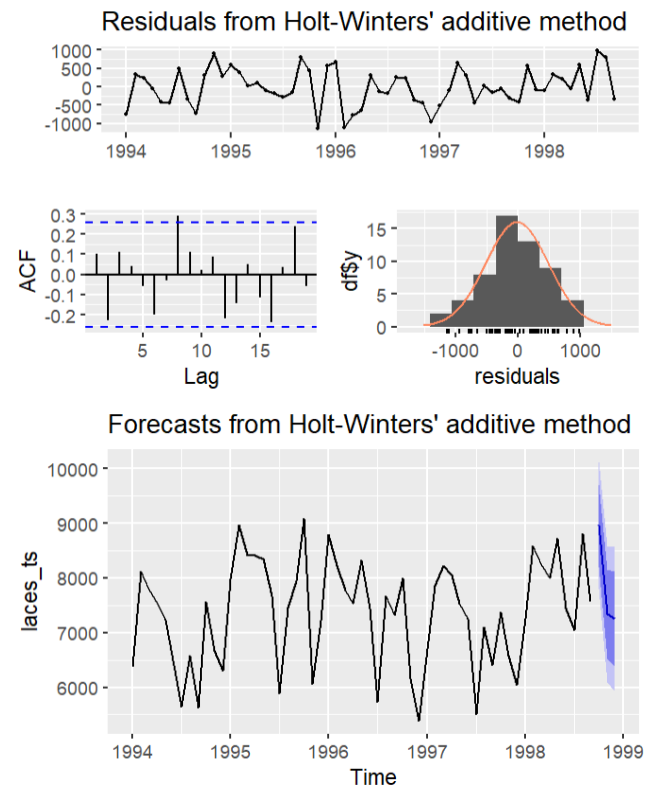 Residuals from Holt-Winters' additive method
1000
500
0
-500
-1000
1994 1995 1996 1997 1998
0.3
0.2
0.1
0.0
-0.1
-0.2
ACF
5 10 15
Lag
15
10
5
0
df$y
-1000 0 1000
residuals
Forecasts from Holt-Winters' additive method
10000
9000
8000
7000
6000
laces_ts
1994 1995 1996 1997 1998 1999
Time